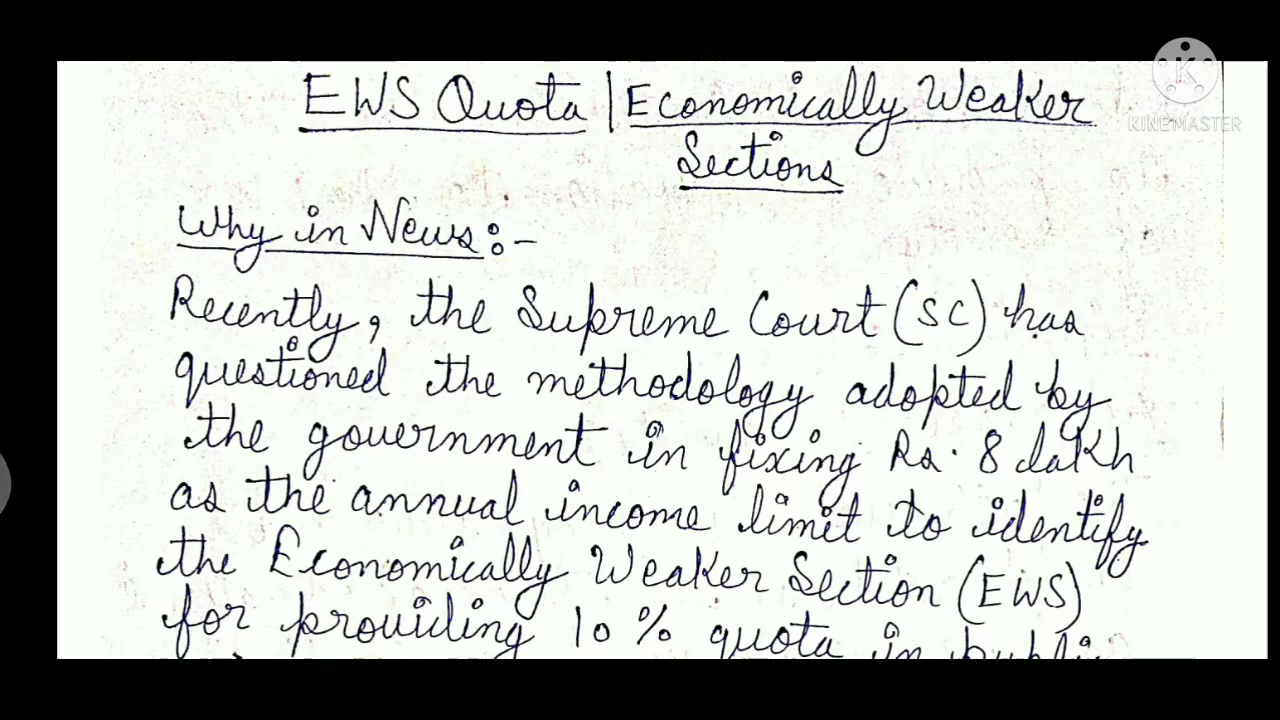 EWS Quota | Economically Weaker
Sections
Why in News:-
Recently, the Supreme Court (SC) has
questioned the methodology adopted by
the government in fixing Rs. 8 lakh
as the annual income limit to identify
the Economically Weaker Section (EWS)
for providing 10% quota in
KINEMASTER